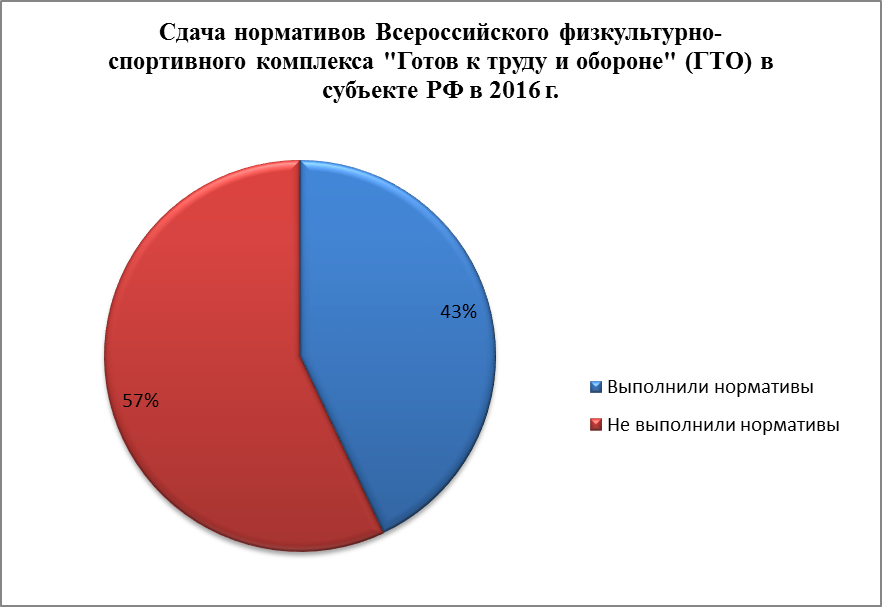 Сдача нормативов Всероссийского физкультурно-
спортивного комплекса "Готов к труду и обороне" (ГТО) в
субъекте РФ в 2016 г.
43%
57%
Выполнили нормативы
Не выполнили нормативы